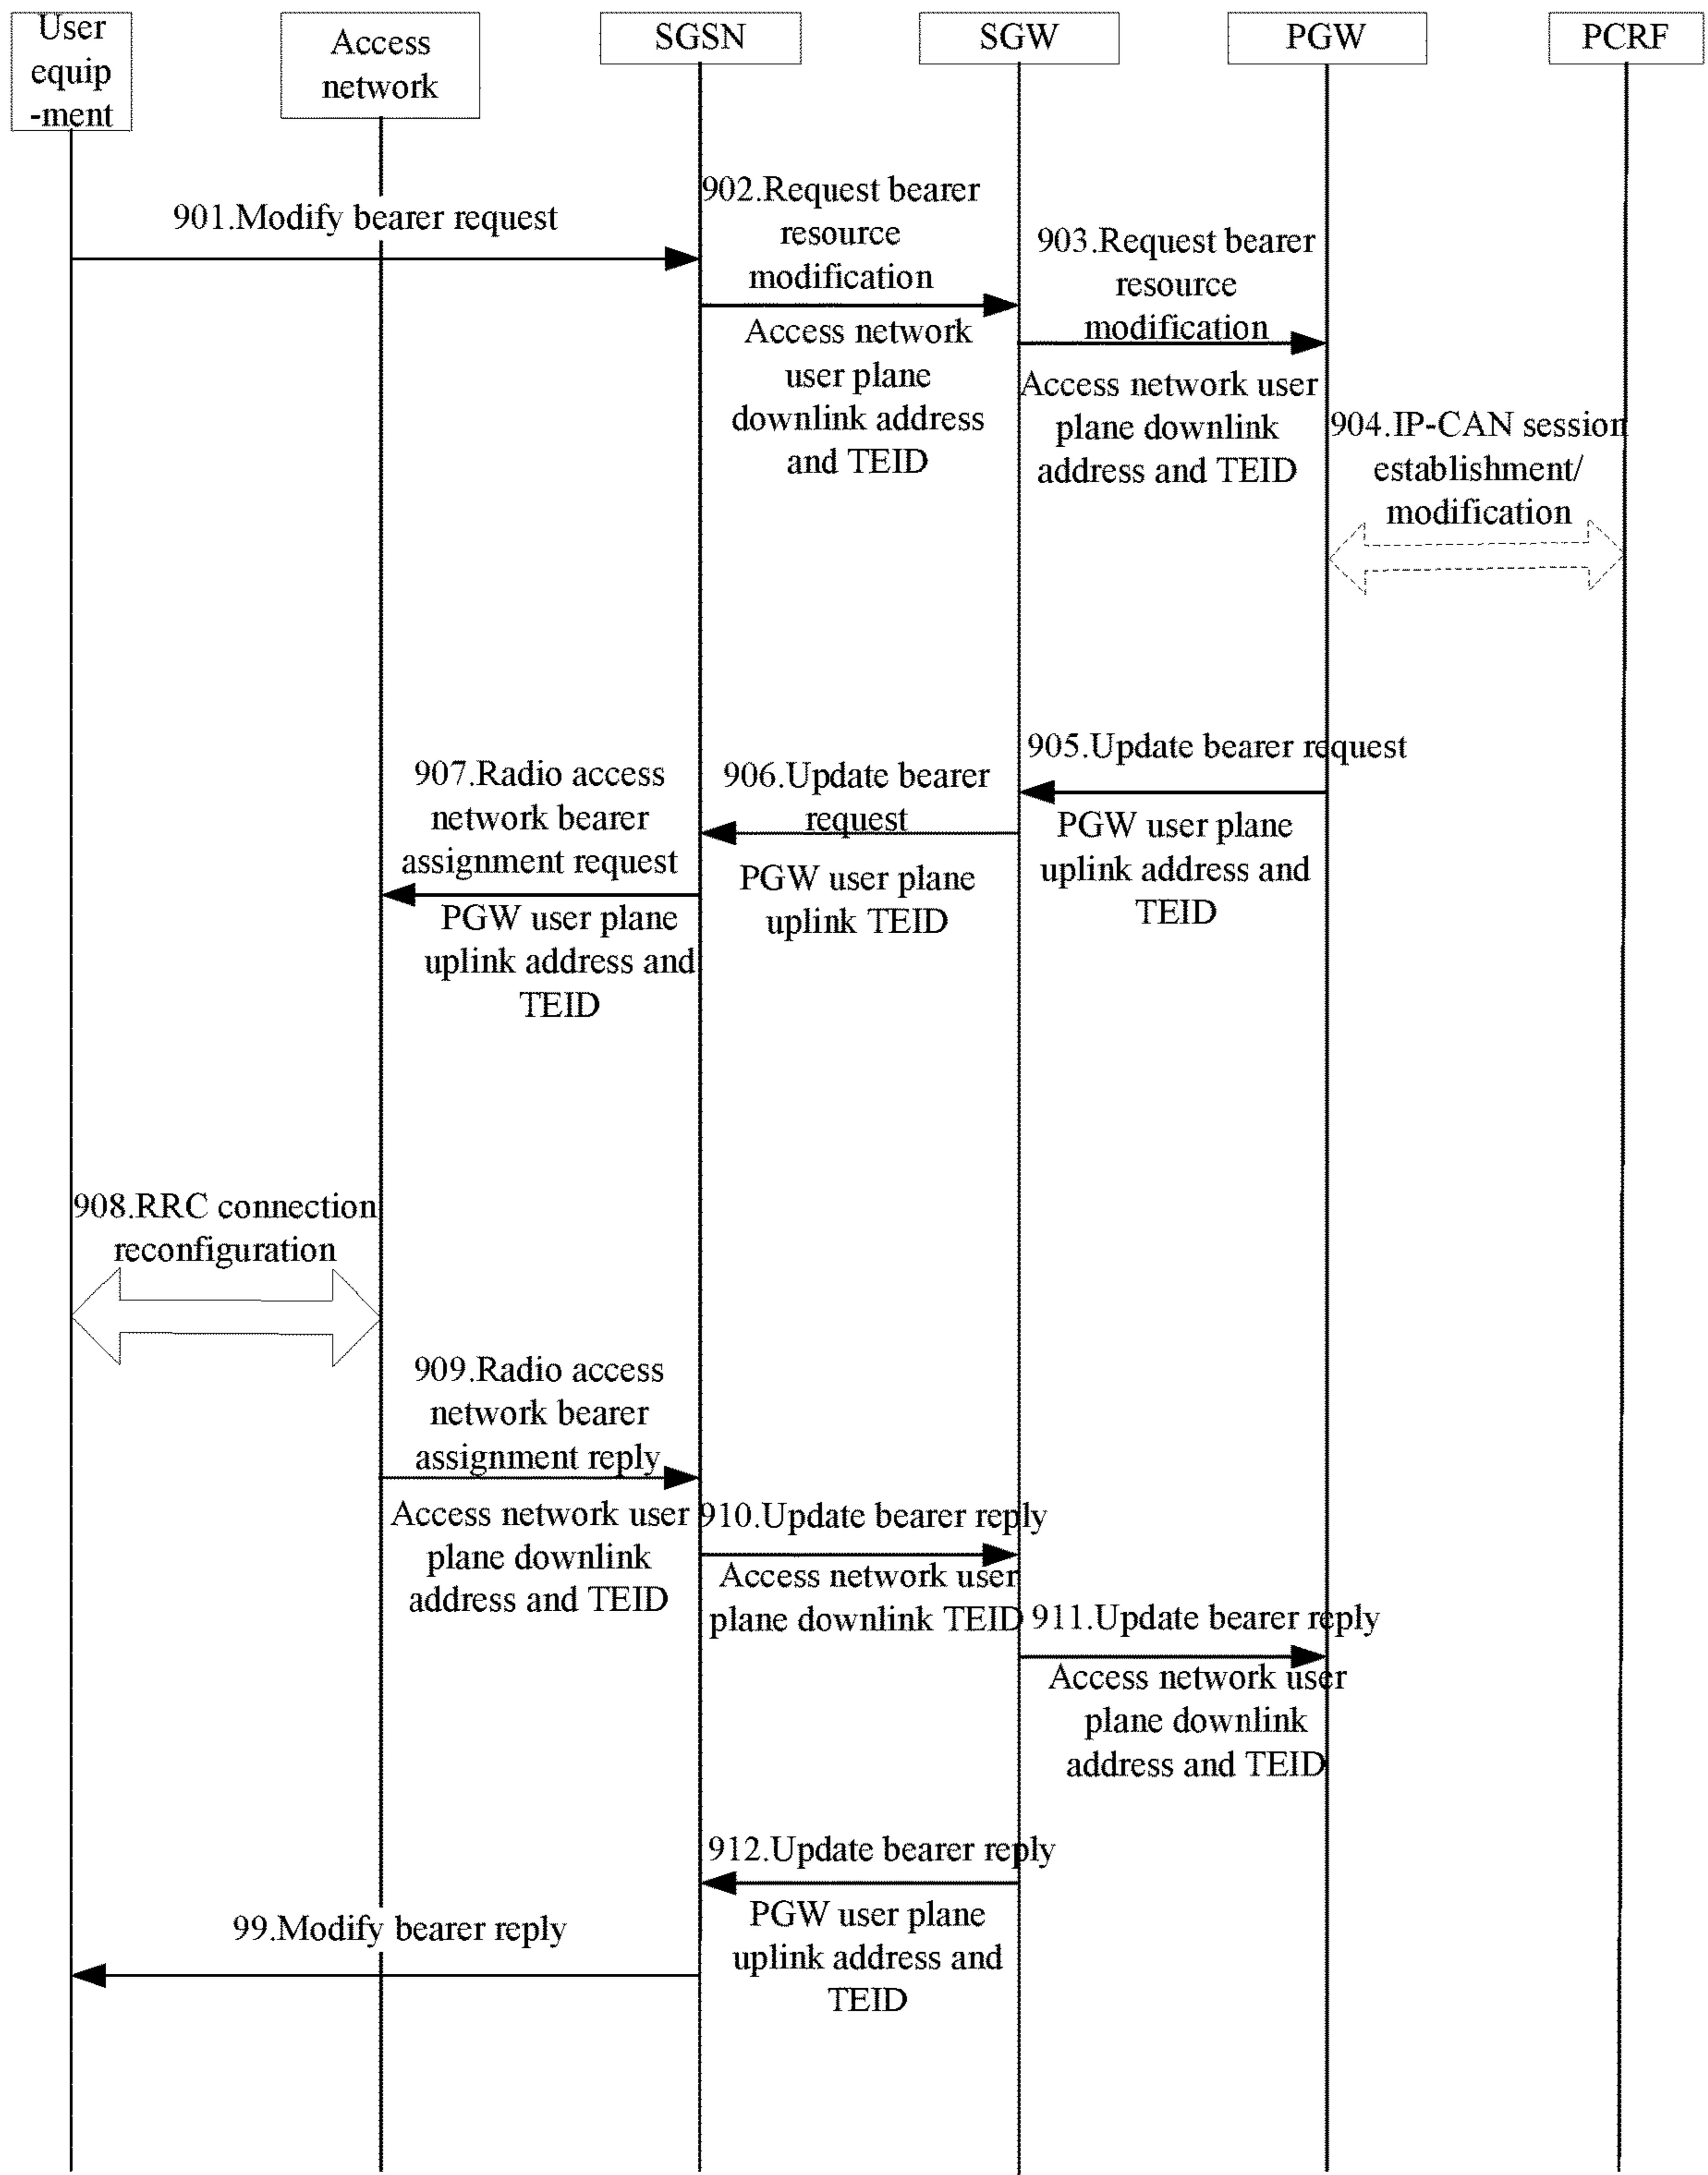 User
equip
-ment
Access
network
SGSN
SGW
PGW
PCRF
901.Modify bearer request
902.Request bearer
resource
modification
Access network
user plane
downlink address
and TEID
903.Request bearer
resource
modification
Access network user
plane downlink
address and TEID
904.IP-CAN session
establishment/
modification
905.Update bearer request
PGW user plane
uplink address and
TEID
906.Update bearer
request
PGW user plane
uplink TEID
907.Radio access
network bearer
assignment request
PGW user plane
uplink address and
TEID
908.RRC connection
reconfiguration
909.Radio access
network bearer
assignment reply
Access network user
plane downlink
address and TEID
910.Update bearer reply
Access network user
plane downlink TEID
911.Update bearer reply
Access network user
plane downlink
address and TEID
912.Update bearer reply
PGW user plane
uplink address and
TEID
99.Modify bearer reply